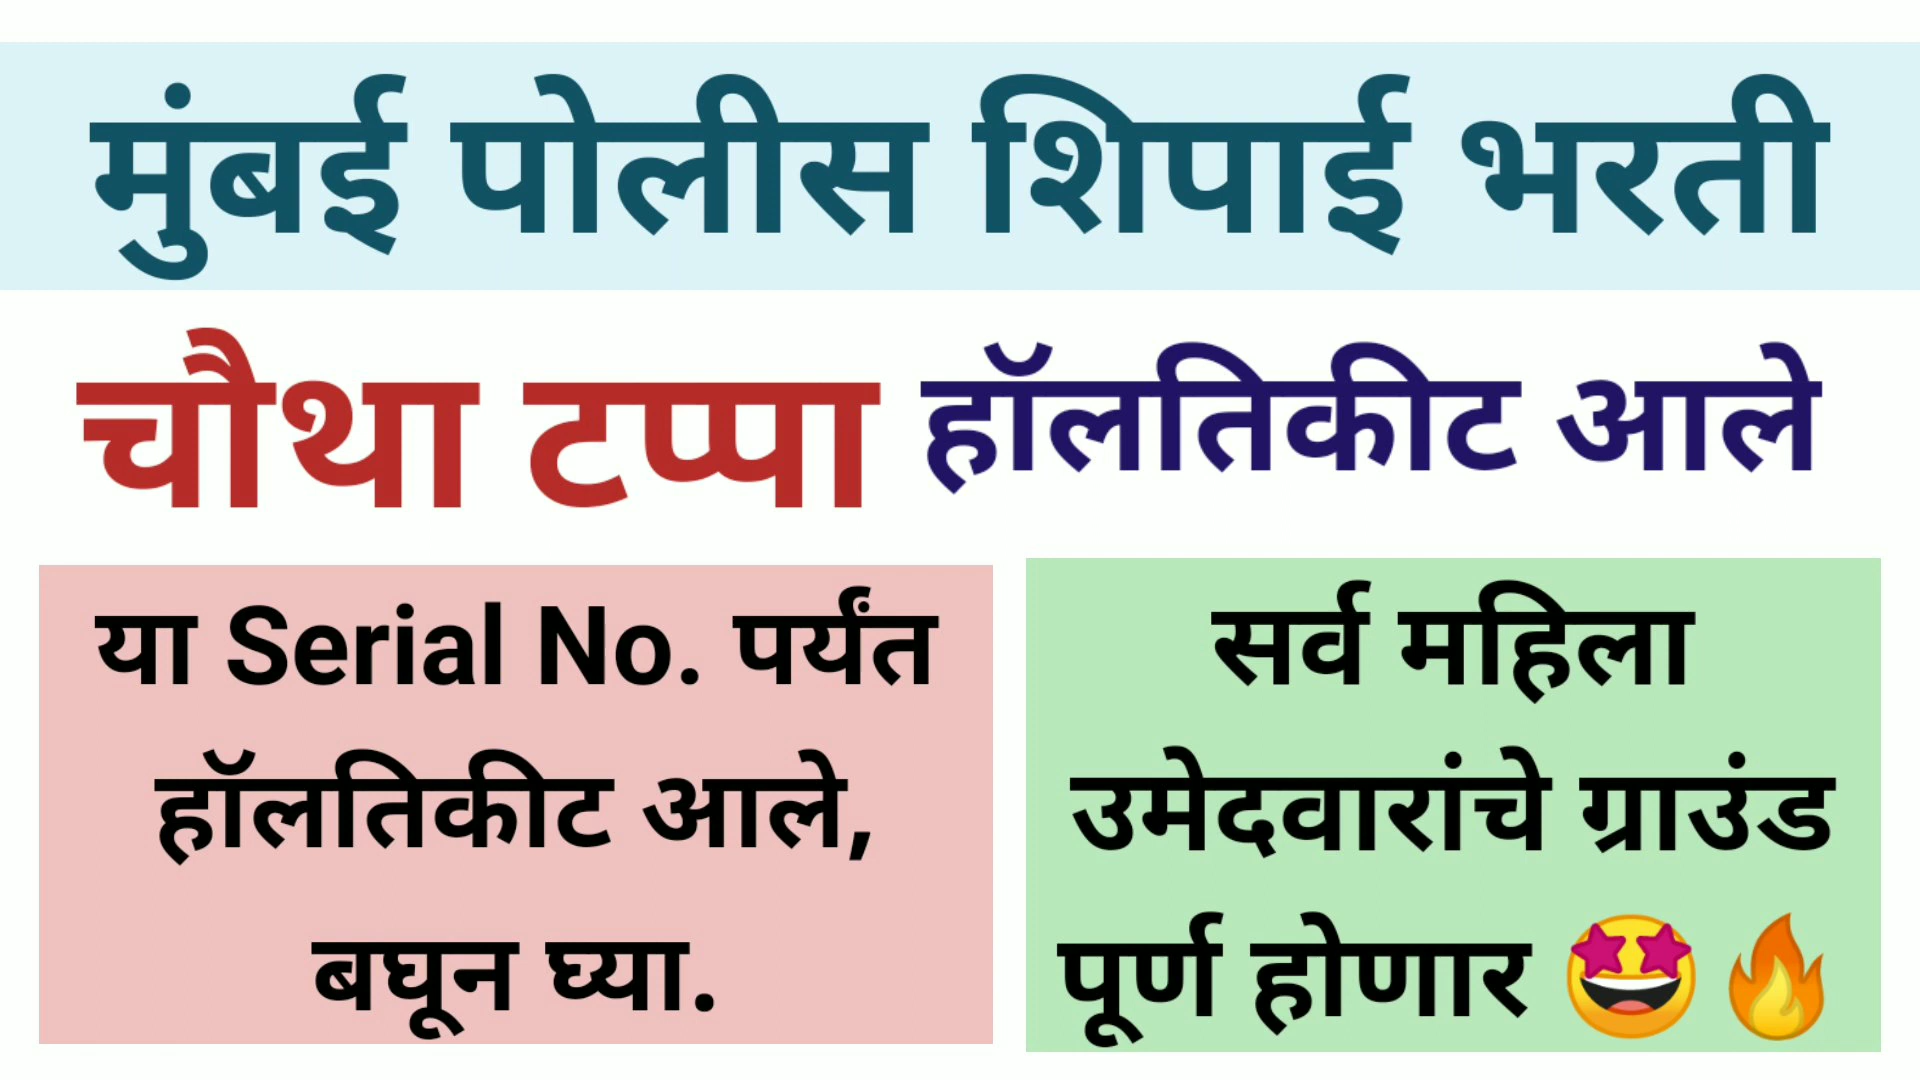 मुंबई पोलीस शिपाई भरती
चौथा टप्पा हॉलतिकीट आले
या Serial No. पर्यंत
हॉलतिकीट आले,
बघून घ्या.
सर्व महिला
उमेदवारांचे ग्राउंड
पूर्ण होणार 🤩🔥